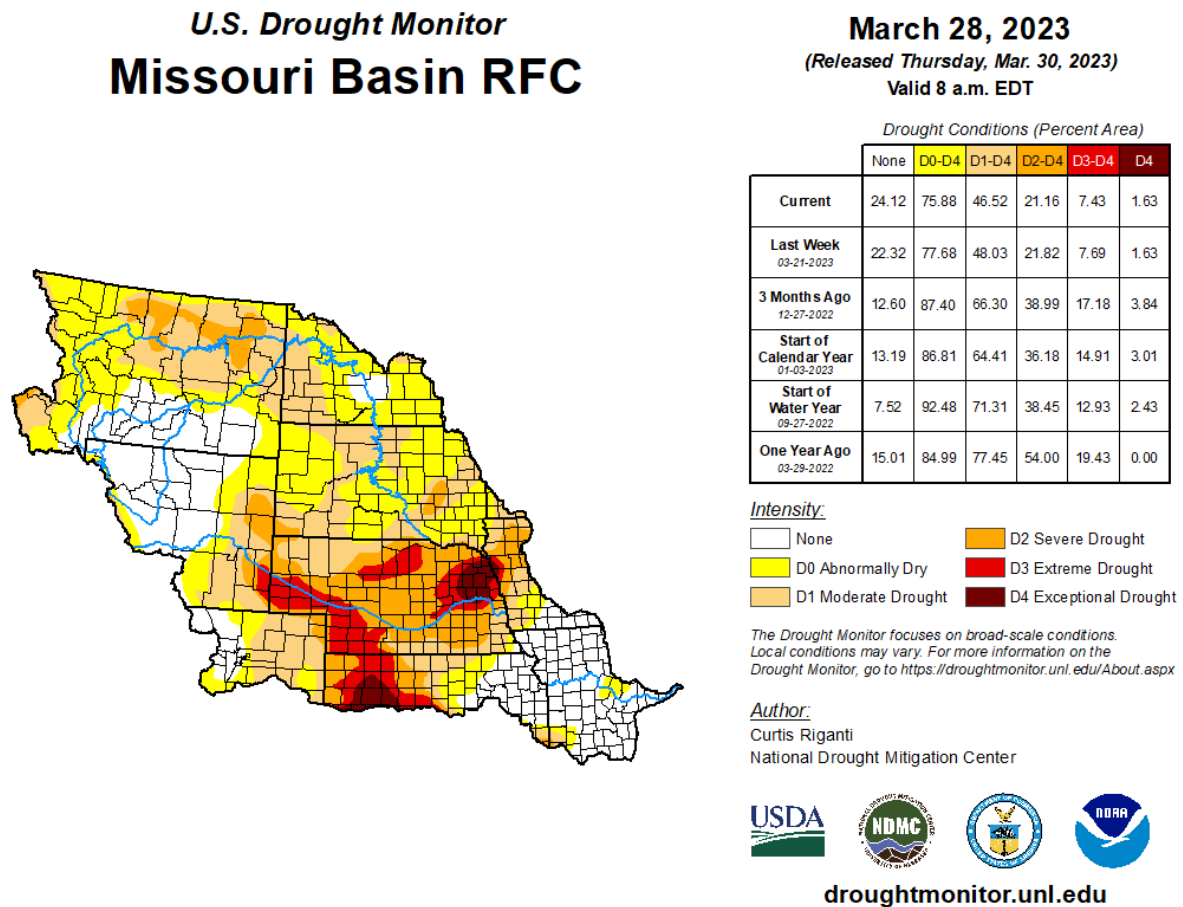 U.S. Drought Monitor
Missouri Basin RFC
March 28, 2023
(Released Thursday, Mar. 30, 2023)
Valid 8 a.m. EDT
Drought Conditions (Percent Area)
None D0-D4 D1-D4 D2-D4 D3-D4 D4
Current 24.12 75.88 46.52 21.16 7.43 1.63
Last Week
03-21-2023 22.32 77.68 48.03 21.82 7.69 1.63
3 Months Ago
12-27-2022 12.60 87.40 66.30 38.99 17.18 3.84
Start of
Calendar Year
01-03-2023 13.19 86.81 64.41 36.18 14.91 3.01
Start of
Water Year
09-27-2022 7.52 92.48 71.31 38.45 12.93 2.43
One Year Ago
03-29-2022 15.01 84.99 77.45 54.00 19.43 0.00
Intensity:
None
D0 Abnormally Dry
D1 Moderate Drought
D2 Severe Drought
D3 Extreme Drought
D4 Exceptional Drought
The Drought Monitor focuses on broad-scale conditions.
Local conditions may vary. For more information on the
Drought Monitor, go to https://droughtmonitor.unl.edu/About.aspx
Author:
Curtis Riganti
National Drought Mitigation Center
USDA
NDMC
NOAA
droughtmonitor.unl.edu